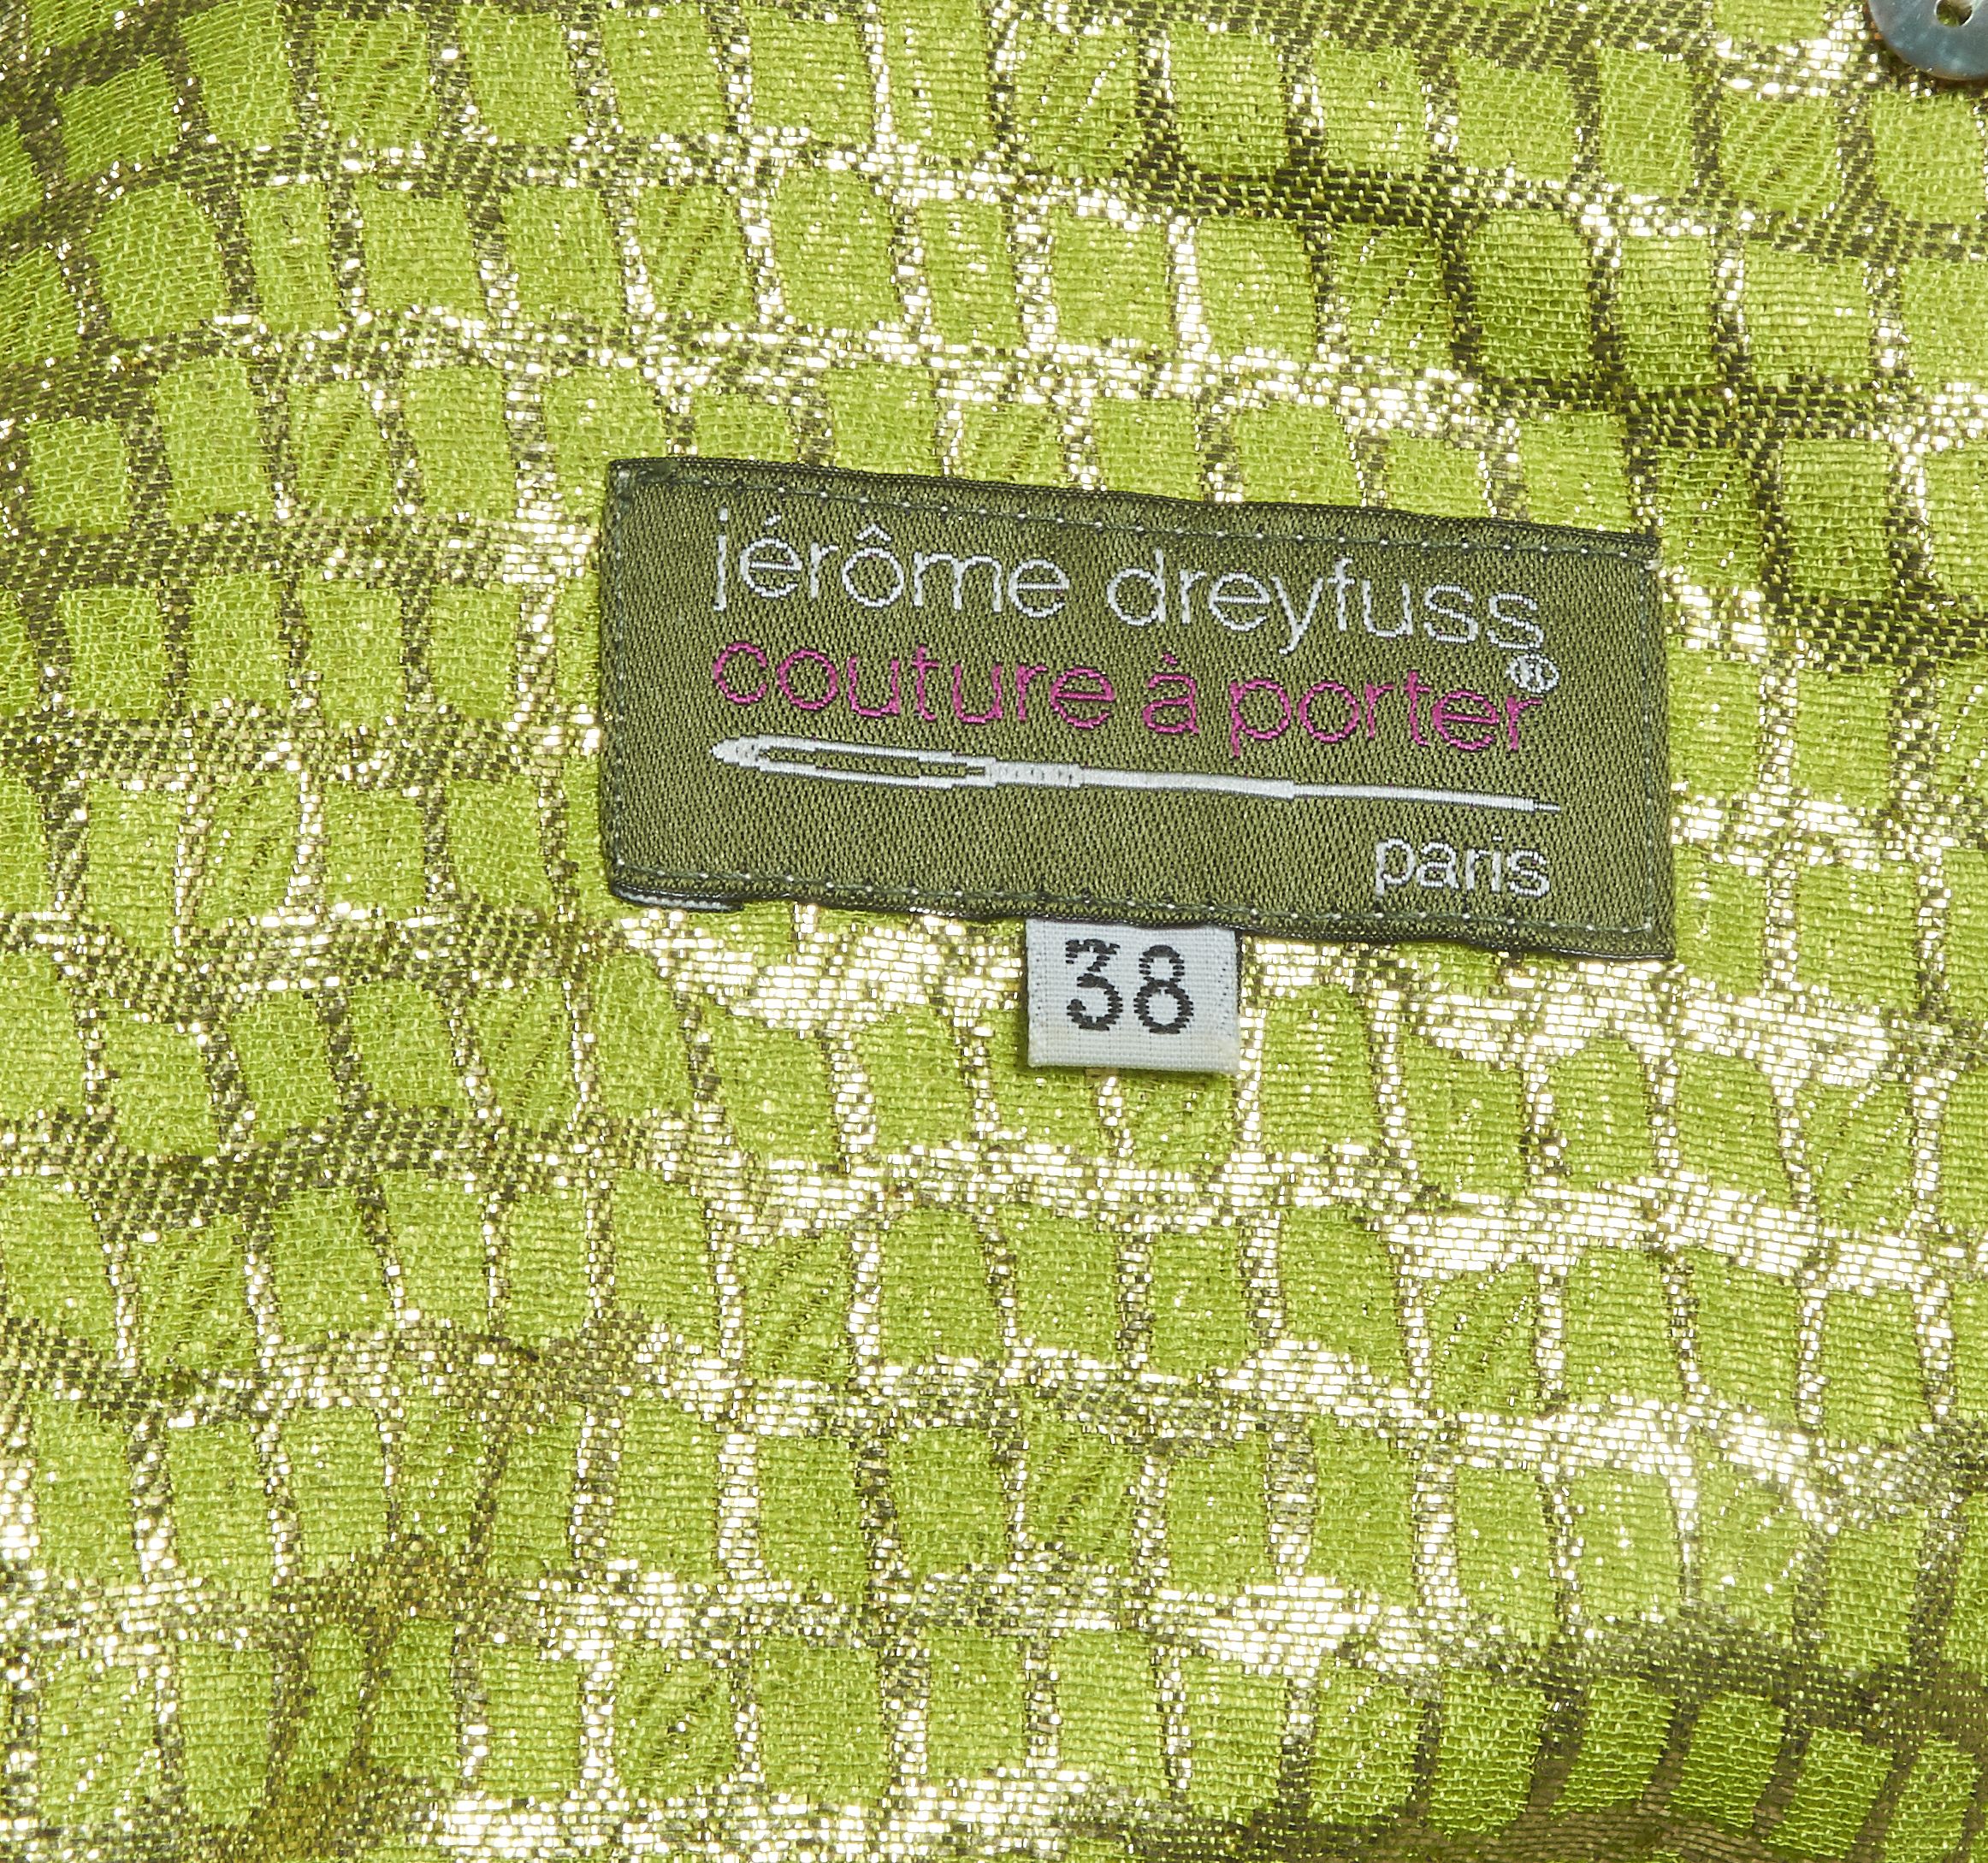 jérôme dreyfuss
couture à porter®
paris
38